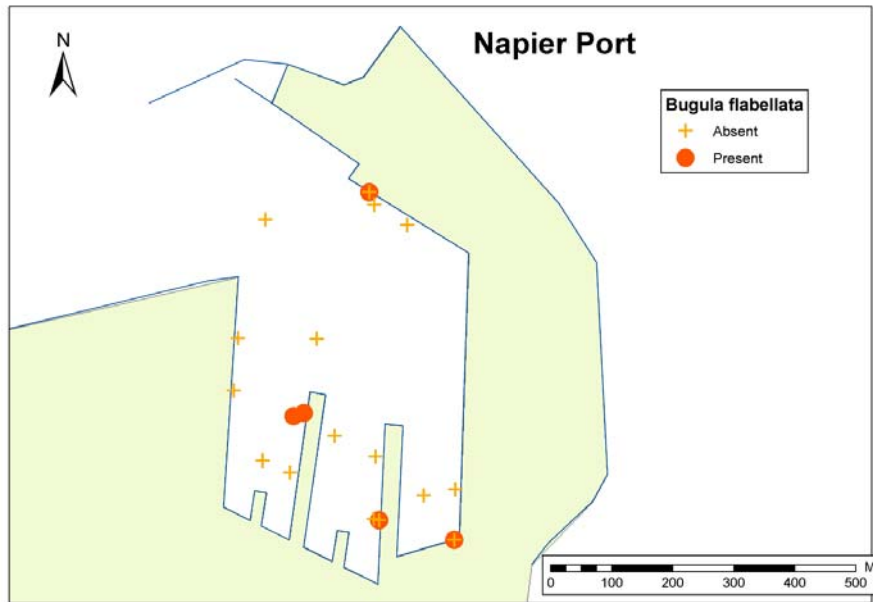 N
Napier Port
Bugula flabellata
Absent
Present
0 100 200 300 400 500
M